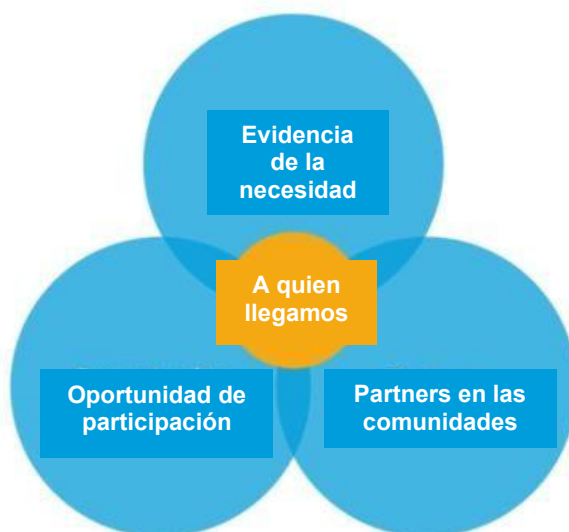 Evidencia
de la
necesidad
A quien
llegamos
Oportunidad de
participación
Partners en las
comunidades